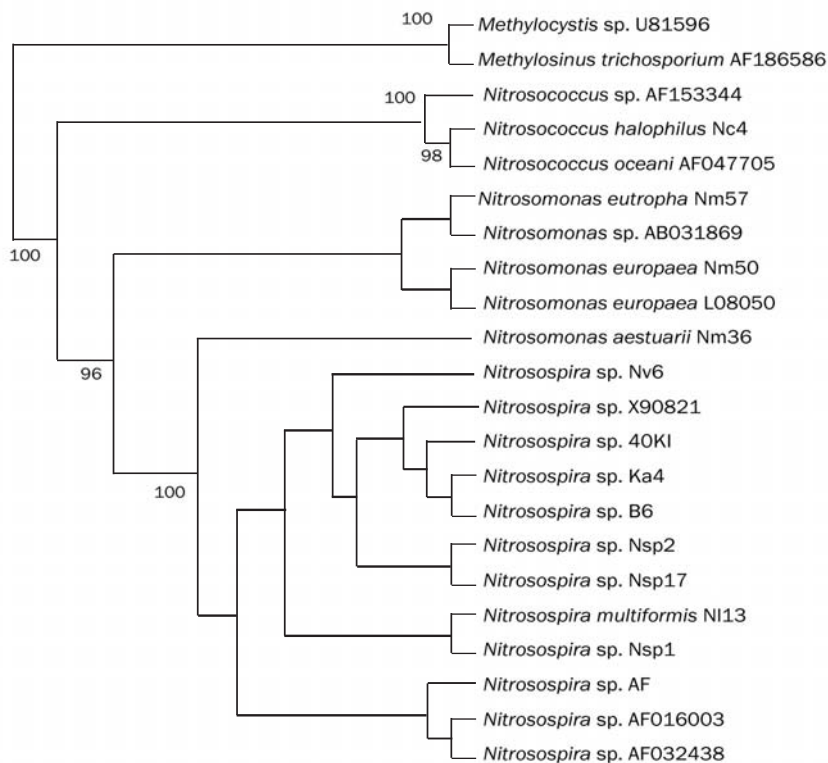 100
Methylocystis sp. U81596
Methylosinus trichosporium AF186586
100
Nitrosococcus sp. AF153344
Nitrosococcus halophilus Nc4
98
Nitrosococcus oceani AF047705
Nitrosomonas eutropha Nm57
Nitrosomonas sp. AB031869
100
Nitrosomonas europaea Nm50
Nitrosomonas europaea L08050
Nitrosomonas aestuarii Nm36
96
Nitrosospira sp. Nv6
Nitrosospira sp. X90821
Nitrosospira sp. 40KI
Nitrosospira sp. Ka4
100
Nitrosospira sp. B6
Nitrosospira sp. Nsp2
Nitrosospira sp. Nsp17
Nitrosospira multiformis Nl13
Nitrosospira sp. Nsp1
Nitrosospira sp. AF
Nitrosospira sp. AF016003
Nitrosospira sp. AF032438